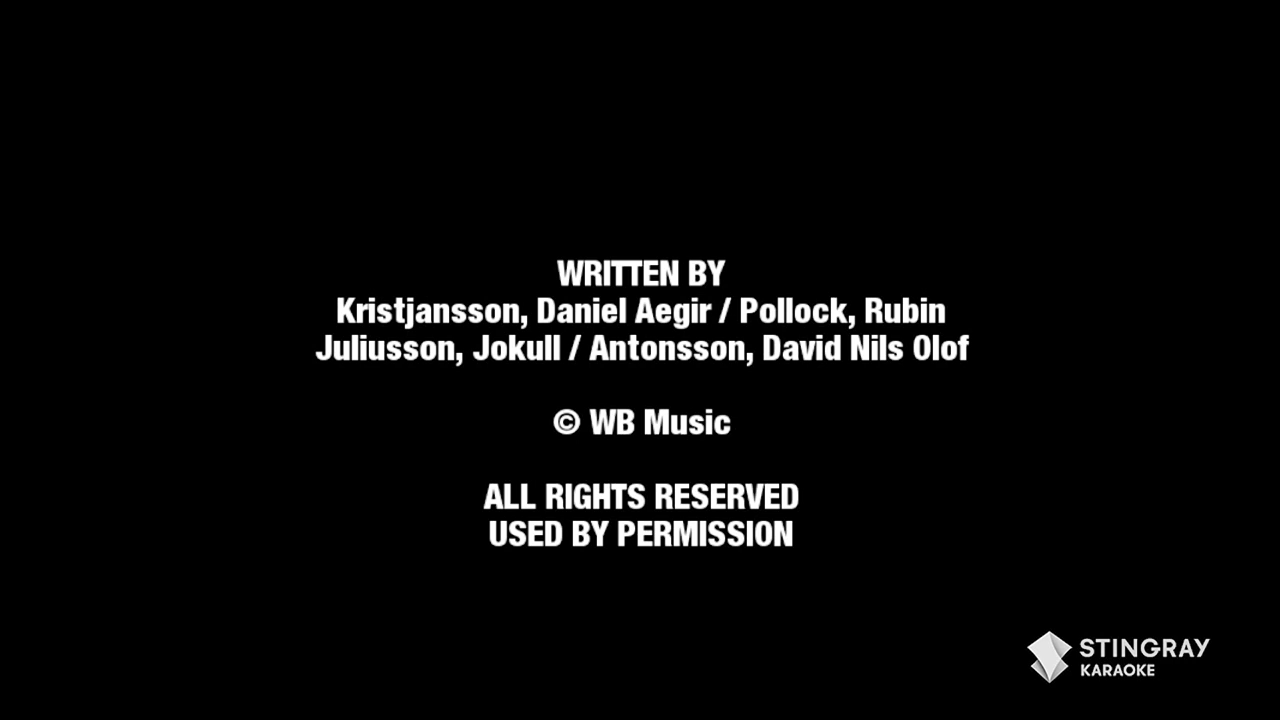 WRITTEN BY
Kristjansson, Daniel Aegir / Pollock, Rubin
Juliusson, Jokull / Antonsson, David Nils Olof
© WB Music
ALL RIGHTS RESERVED
USED BY PERMISSION
STINGRAY
KARAOKE